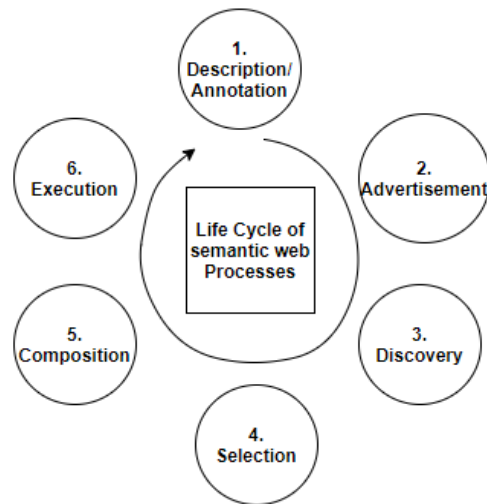 1.
Description/
Annotation
2.
Advertisement
3.
Discovery
4.
Selection
5.
Composition
6.
Execution
Life Cycle of
semantic web
Processes